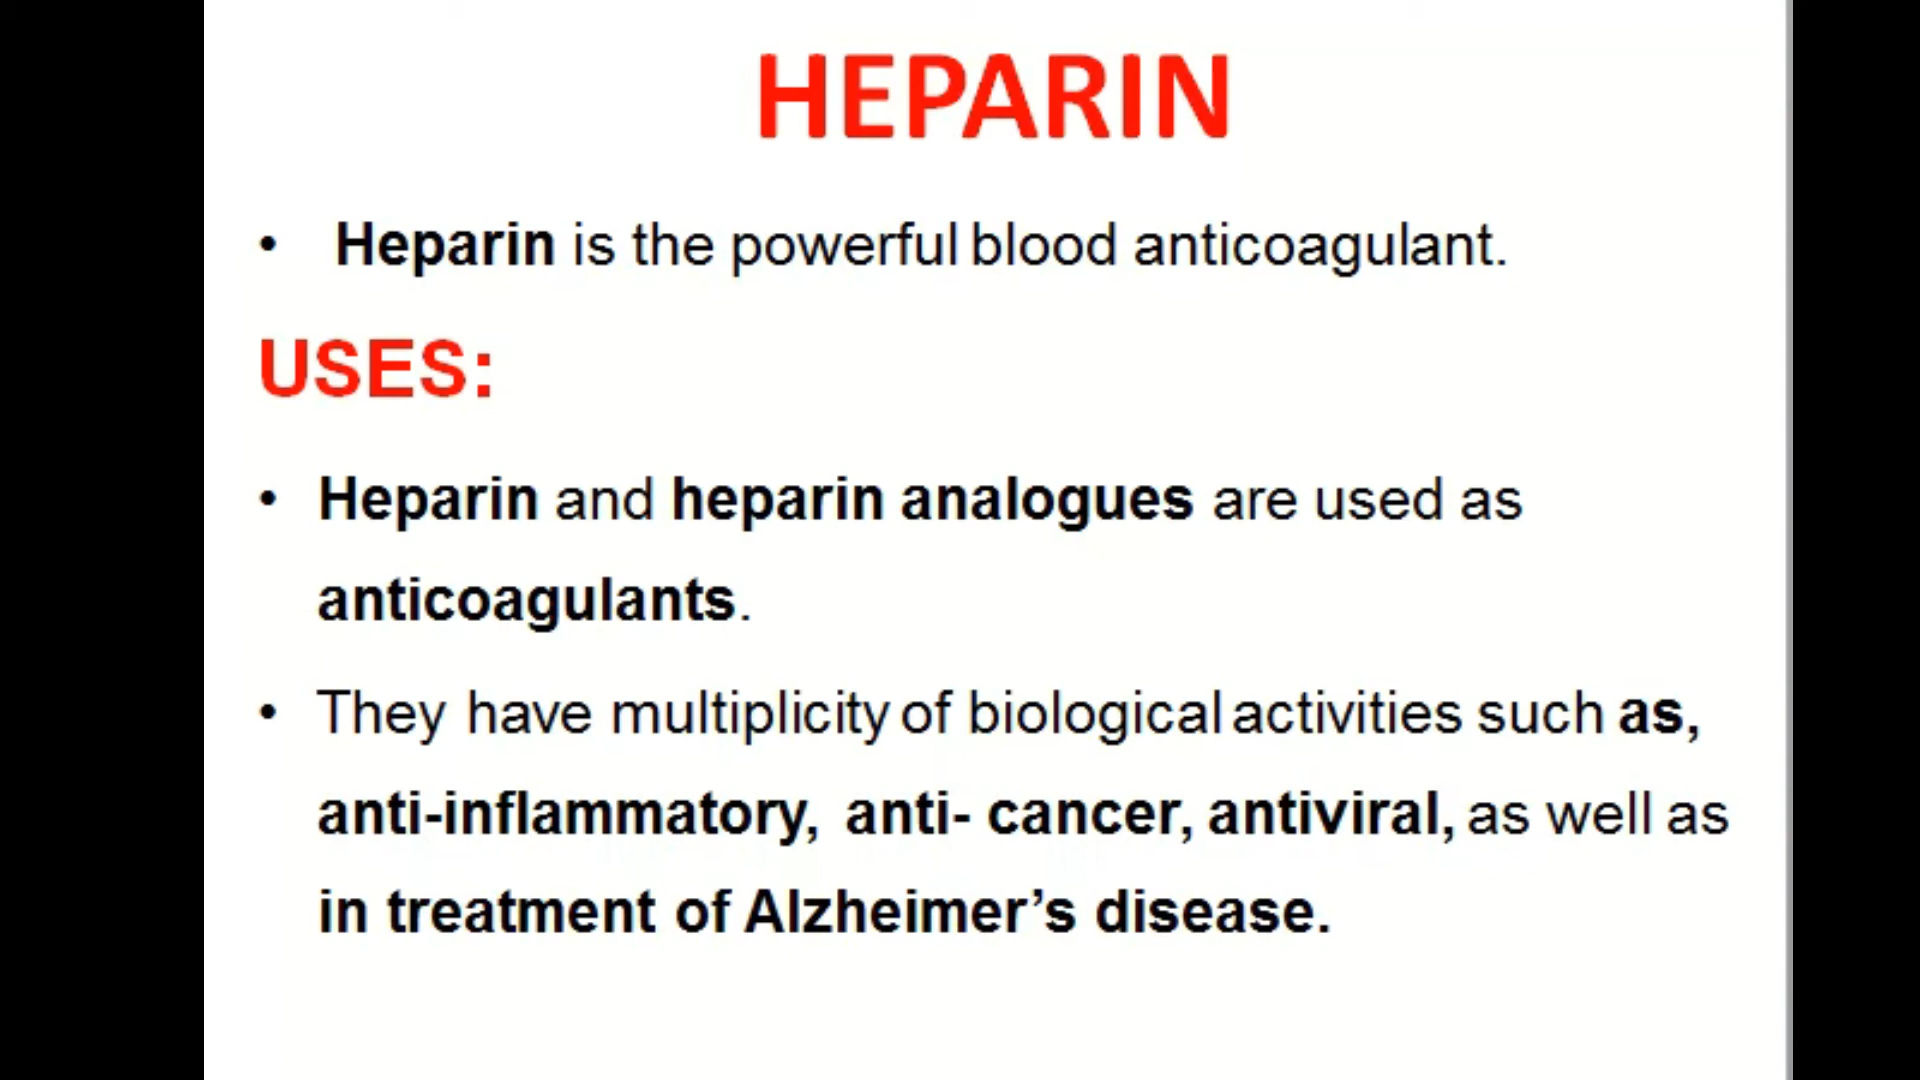 HEPARIN
• Heparin is the powerful blood anticoagulant.
USES:
• Heparin and heparin analogues are used as
anticoagulants.
• They have multiplicity of biological activities such as,
anti-inflammatory, anti- cancer, antiviral, as well as
in treatment of Alzheimer’s disease.